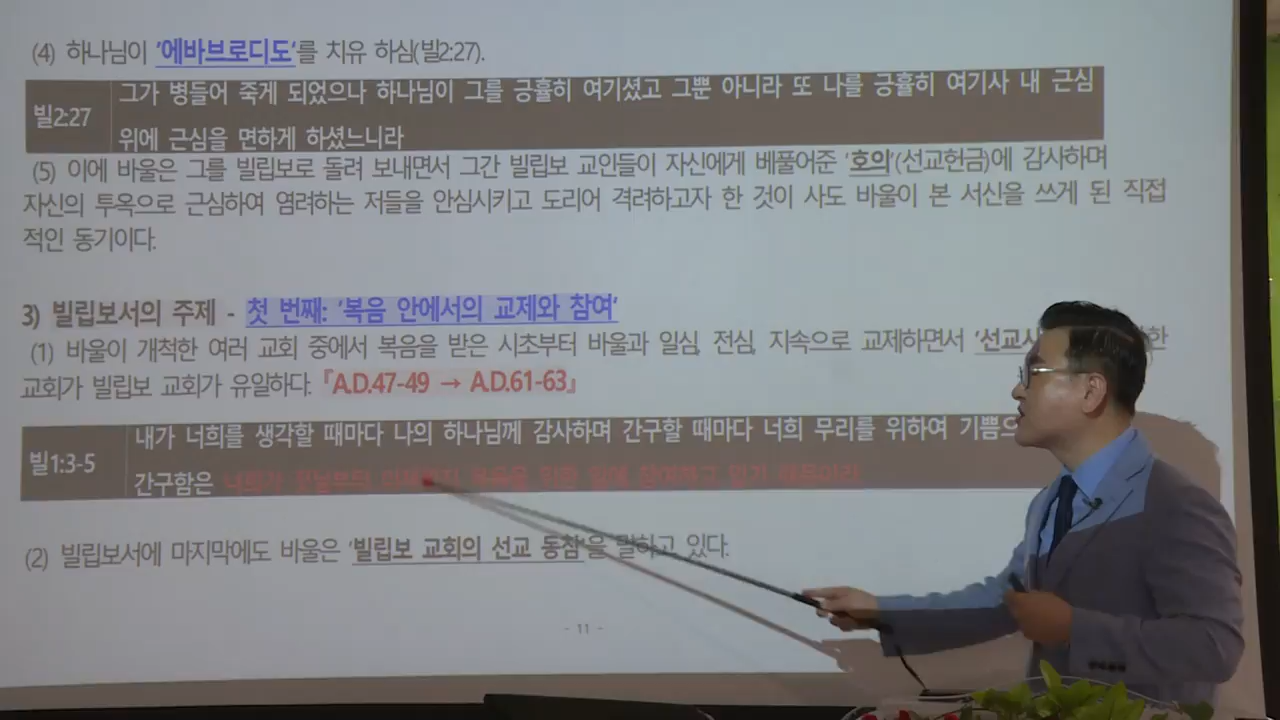 (4) 하나님이 '에바브로디도'를 치유 하심(빌2:27).
빌2:27
그가 병들어 죽게 되었으나 하나님이 그를 긍휼히 여기셨고 그뿐 아니라 또 나를 긍휼히 여기사 내 근심
위에 근심을 면하게 하셨느니라
(5) 이에 바울은 그를 빌립보로 돌려 보내면서 그간 빌립보 교인들이 자신에게 베풀어준 '호의'(선교헌금)에 감사하며
자신의 투옥으로 근심하여 염려하는 저들을 안심시키고 도리어 격려하고자 한 것이 사도 바울이 본 서신을 쓰게 된 직접
적인 동기이다.
3) 빌립보서의 주제 - 첫 번째: '복음 안에서의 교제와 참여'
(1) 바울이 개척한 여러 교회 중에서 복음을 받은 시초부터 바울과 일심, 전심, 지속으로 교제하면서 '선교사
교회가 빌립보 교회가 유일하다. 『A.D.47-49 → A.D.61-63』
빌1:3-5
내가 너희를 생각할 때마다 나의 하나님께 감사하며 간구할 때마다 너희 무리를 위하여 기쁨으
간구함은 너희가
(2) 빌립보서에 마지막에도 바울은 '빌립보 교회의 선교 동참'을 말하고 있다.
- 11 -